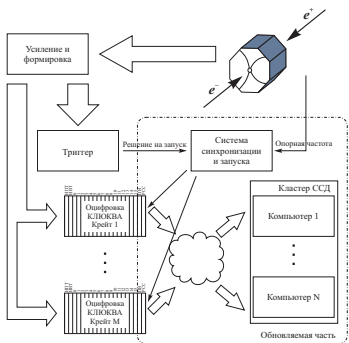 e⁺
Усиление и
формировка
e⁻
Триггер
Решение на запуск
Система
синхронизации
и запуска
Опорная частота
Кластер ССД
Оцифровка
КЛЮКВА
Крейт 1
Компьютер 1
Оцифровка
КЛЮКВА
Крейт M
Компьютер N
Обновляемая часть